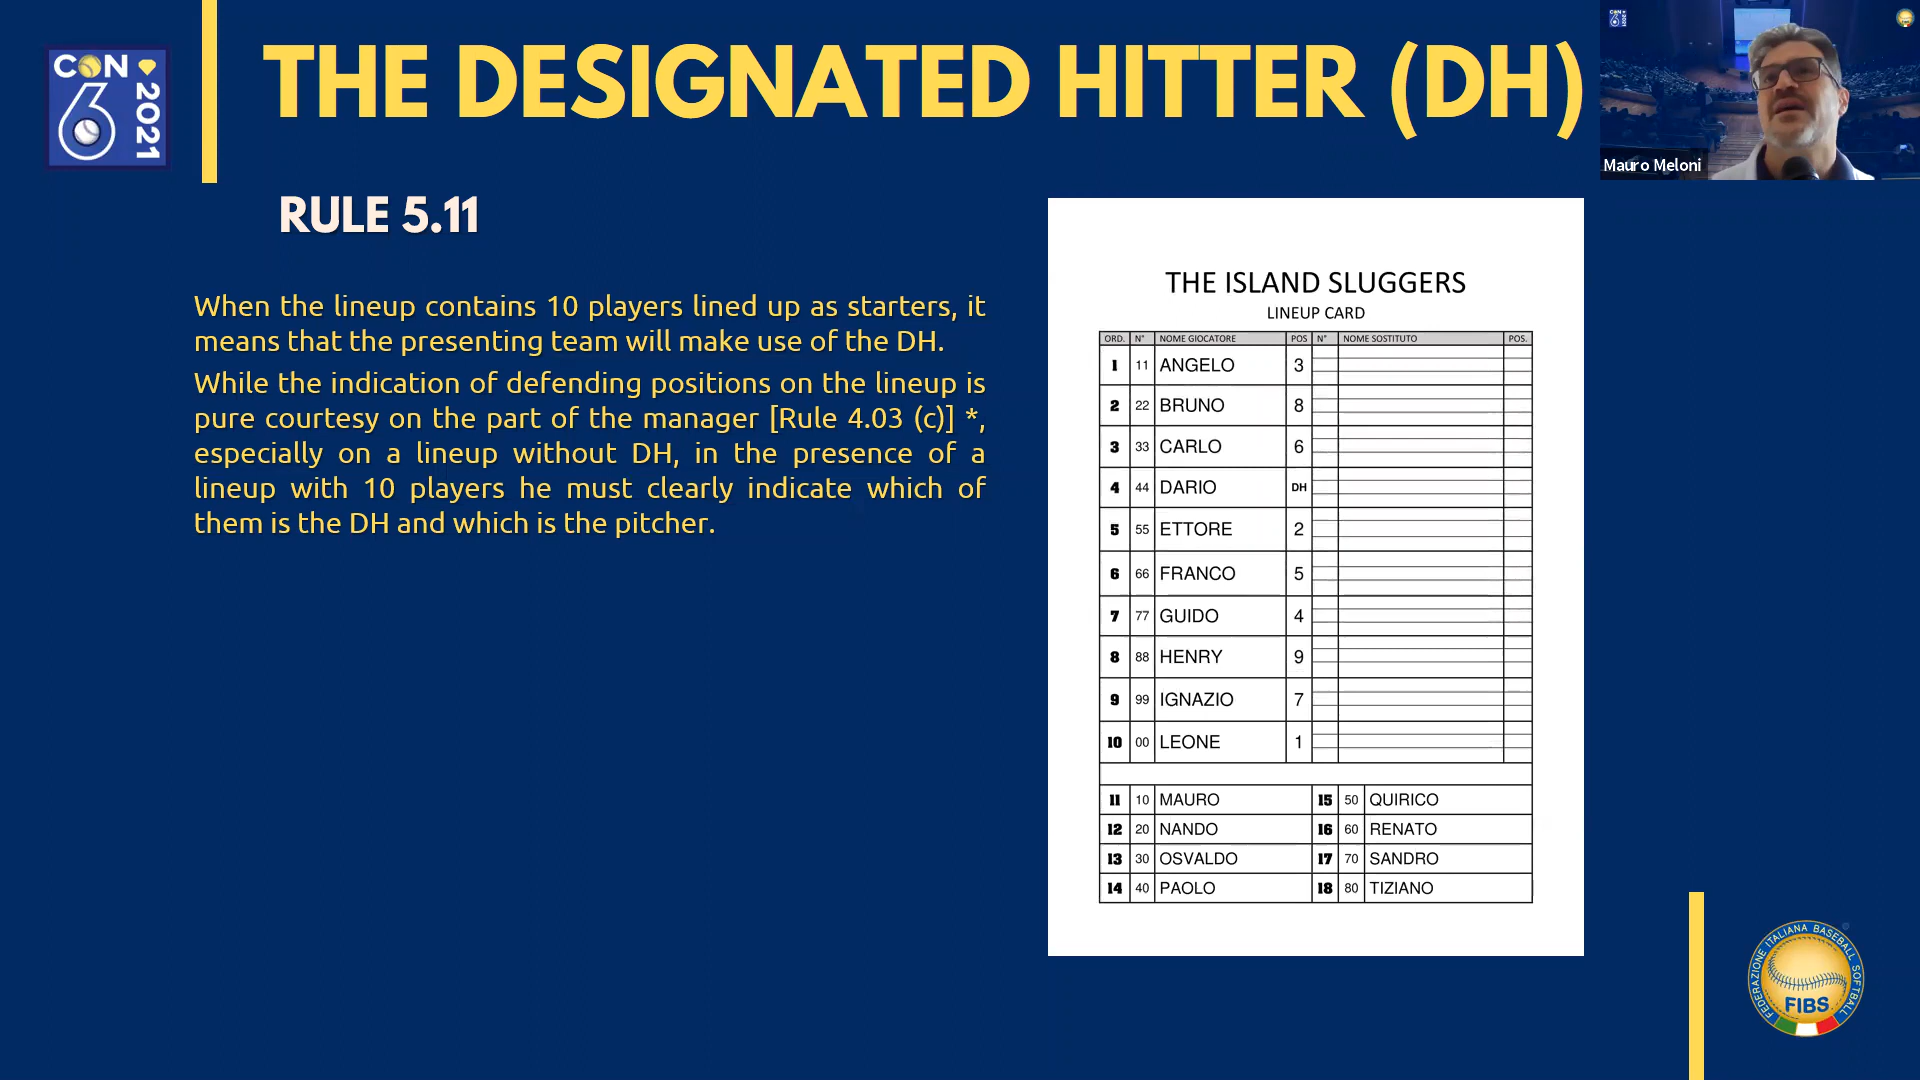 CON 6 2021
THE DESIGNATED HITTER (DH)
Mauro Meloni
RULE 5.11
When the lineup contains 10 players lined up as starters, it
means that the presenting team will make use of the DH.
While the indication of defending positions on the lineup is
pure courtesy on the part of the manager [Rule 4.03 (c)] *,
especially on a lineup without DH, in the presence of a
lineup with 10 players he must clearly indicate which of
them is the DH and which is the pitcher.
THE ISLAND SLUGGERS
LINEUP CARD
ORD. N° NOME GIOCATORE POS N° NOME SOSTITUTO POS.
1 11 ANGELO 3
2 22 BRUNO 8
3 33 CARLO 6
4 44 DARIO DH
5 55 ETTORE 2
6 66 FRANCO 5
7 77 GUIDO 4
8 88 HENRY 9
9 99 IGNAZIO 7
10 00 LEONE 1
11 10 MAURO 15 50 QUIRICO
12 20 NANDO 16 60 RENATO
13 30 OSVALDO 17 70 SANDRO
14 40 PAOLO 18 80 TIZIANO
FEDERAZIONE ITALIANA BASEBALL SOFTBALL
FIBS